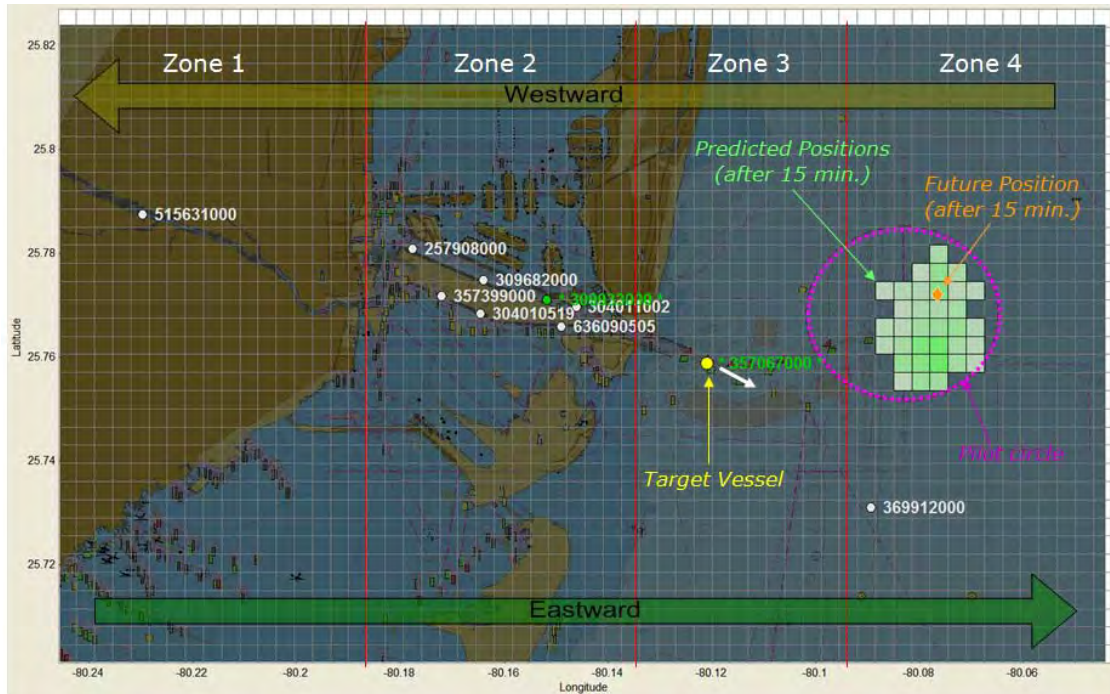 Zone 1
Zone 2
Zone 3
Zone 4
Westward
Predicted Positions
(after 15 min.)
Future Position
(after 15 min.)
515631000
257908000
309682000
357399000
304011002
304010519
636090505
* 357067000 *
Target Vessel
Pilot circle
369912000
Eastward
25.82
25.8
25.78
25.76
25.74
25.72
Latitude
-80.24
-80.22
-80.2
-80.18
-80.16
-80.14
-80.12
-80.1
-80.08
-80.06
Longitude